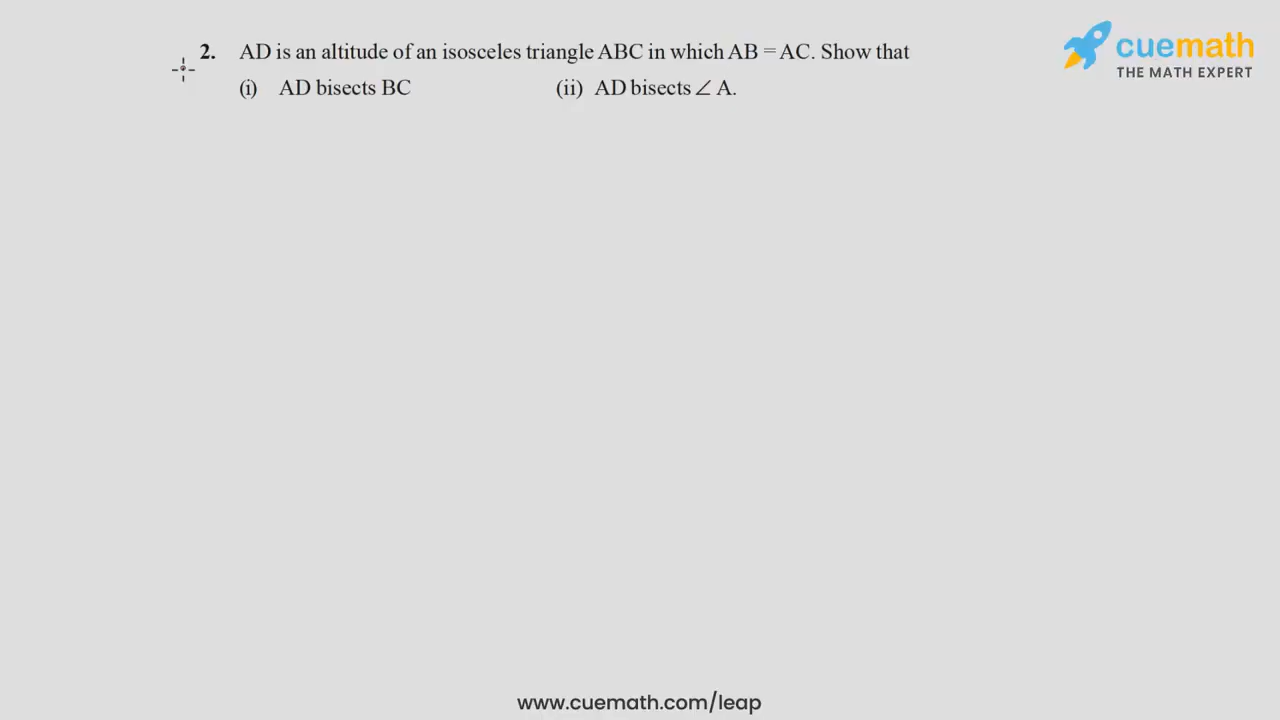 2. AD is an altitude of an isosceles triangle ABC in which AB = AC. Show that
(i) AD bisects BC (ii) AD bisects ∠ A.
cuemath
THE MATH EXPERT
www.cuemath.com/leap